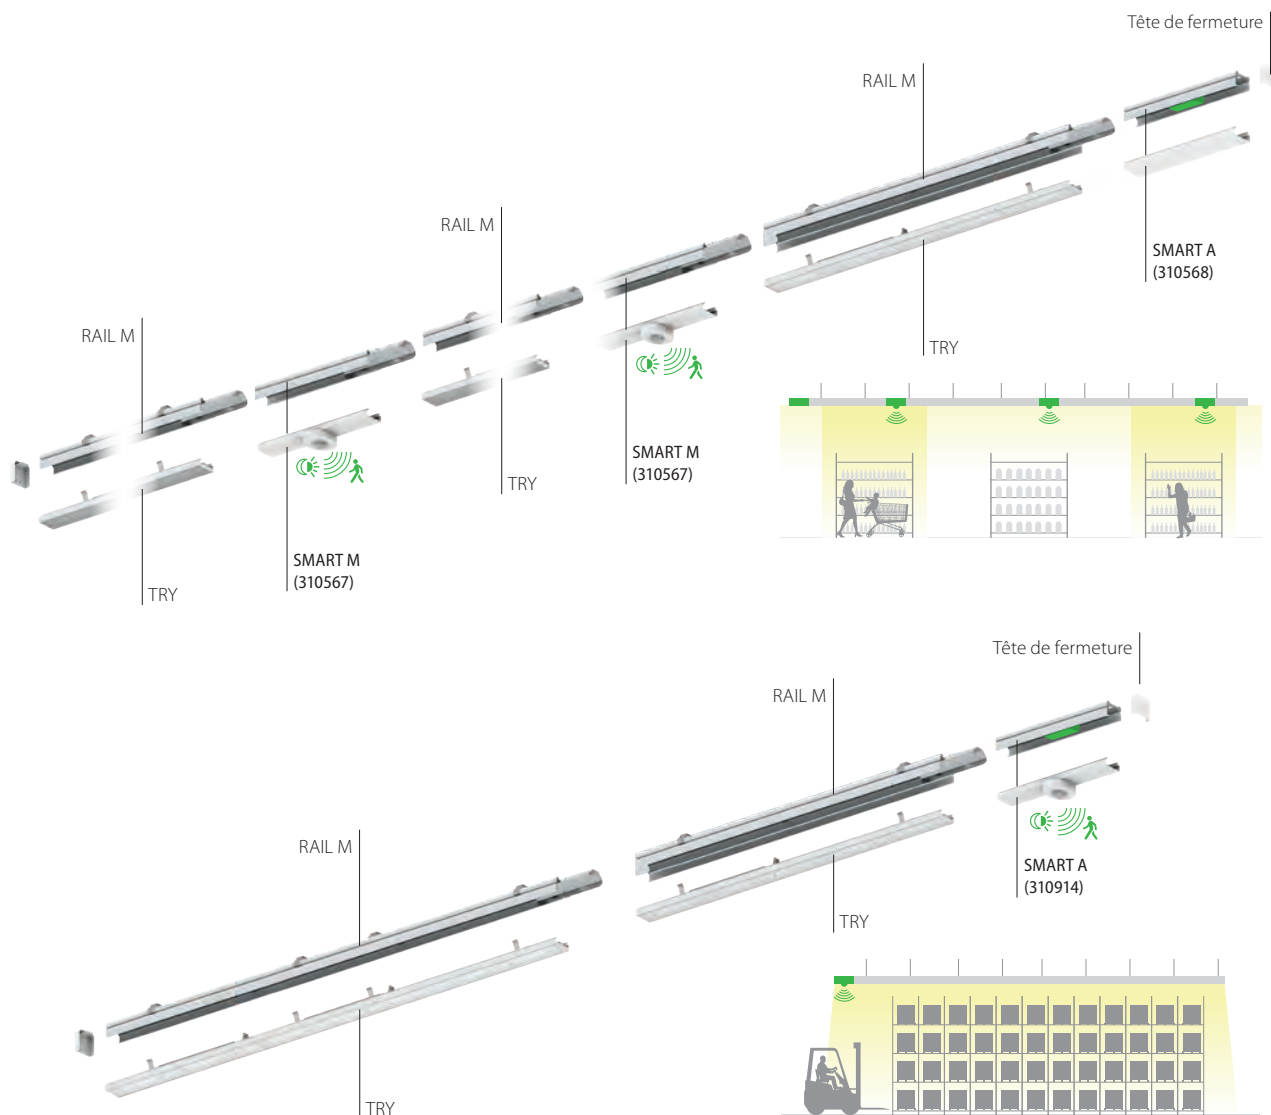 Tête de fermeture
RAIL M
RAIL M
SMART A
(310568)
RAIL M
TRY
SMART M
(310567)
TRY
SMART M
(310567)
TRY
Tête de fermeture
RAIL M
RAIL M
SMART A
(310914)
TRY
TRY